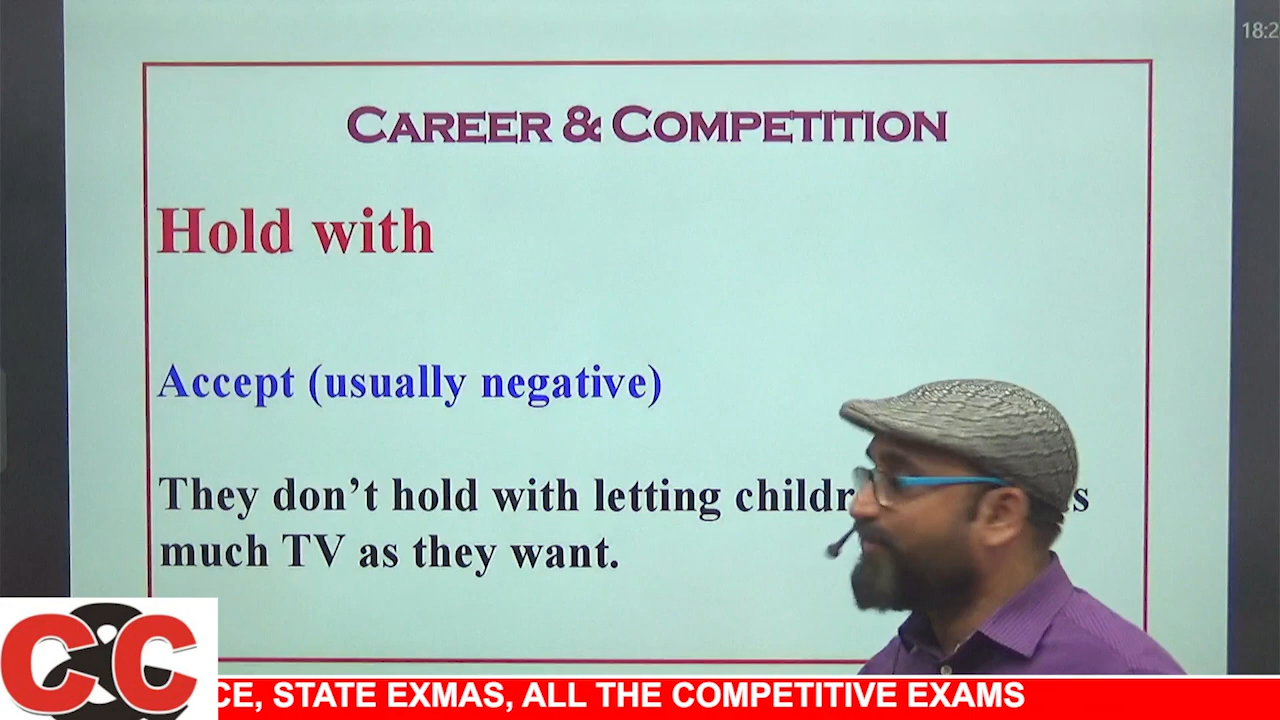 18:2
CAREER & COMPETITION
Hold with
Accept (usually negative)
They don't hold with letting
much TV as they want.
CC
CE, STATE EXMAS, ALL THE COMPETITIVE EXAMS